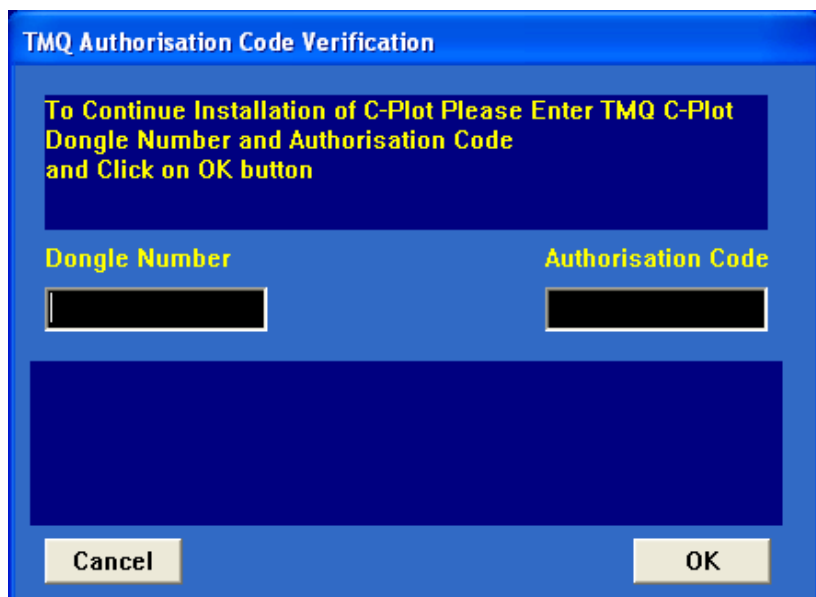 TMQ Authorisation Code Verification
To Continue Installation of C-Plot Please Enter TMQ C-Plot
Dongle Number and Authorisation Code
and Click on OK button
Dongle Number
Authorisation Code
Cancel
OK